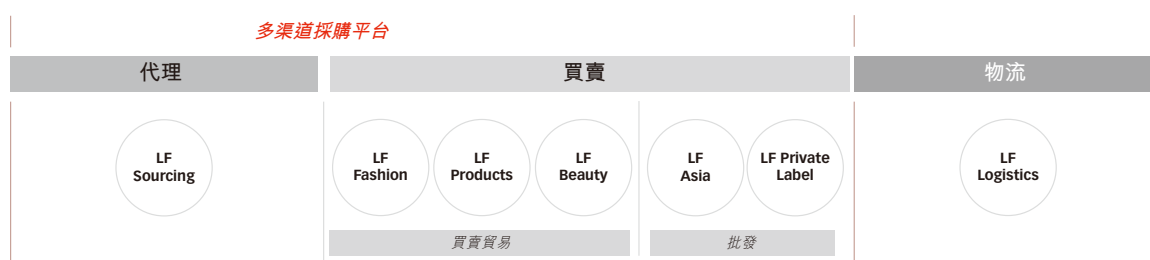 多渠道採購平台
代理
買賣
物流
LF
Sourcing
LF
Fashion
LF
Products
LF
Beauty
LF
Asia
LF Private
Label
LF
Logistics
買賣貿易
批發